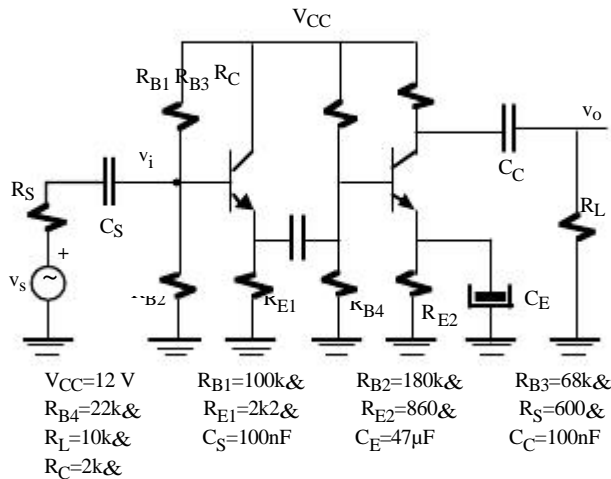 VCC
RB1 RB3 RC
vi
vo
RS
CS
CC
RL
+
vs
~
RE1
RB4
RE2
CE
VCC=12 V RB1=100k& RB2=180k& RB3=68k&
RB4=22k& RE1=2k2& RE2=860& RS=600&
RL=10k& CS=100nF CE=47µF CC=100nF
RC=2k&